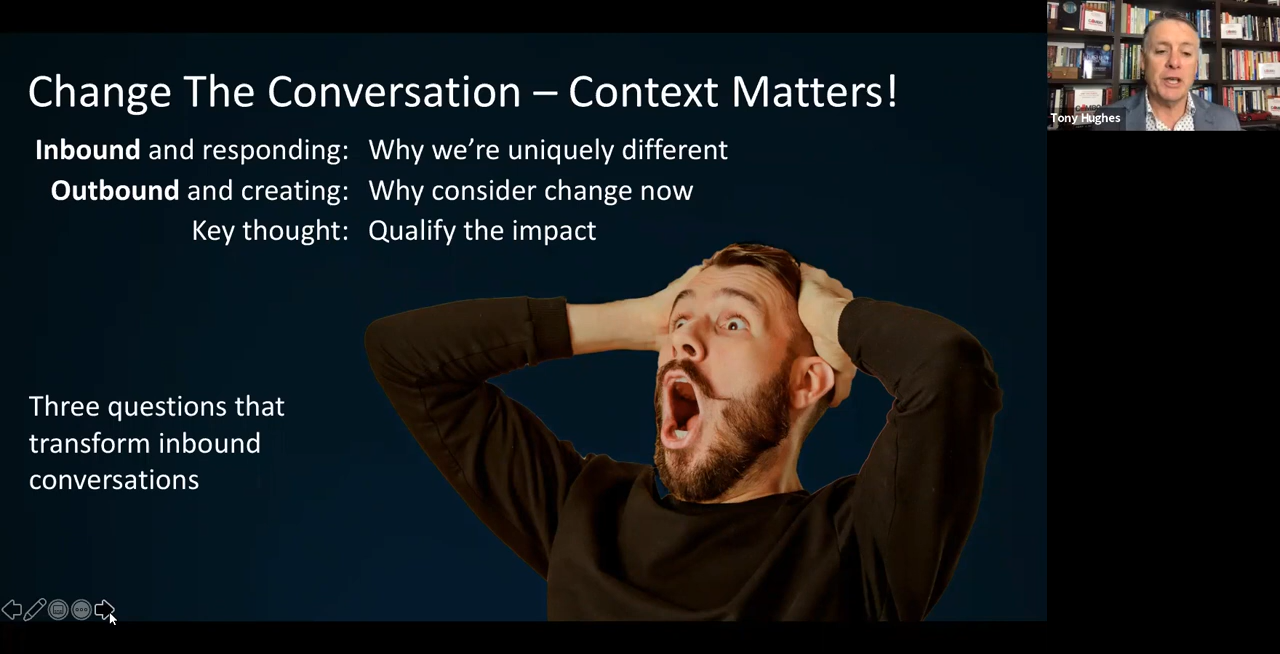 Change The Conversation – Context Matters!
Inbound and responding: Why we’re uniquely different
Outbound and creating: Why consider change now
Key thought: Qualify the impact
Three questions that
transform inbound
conversations
Tony Hughes